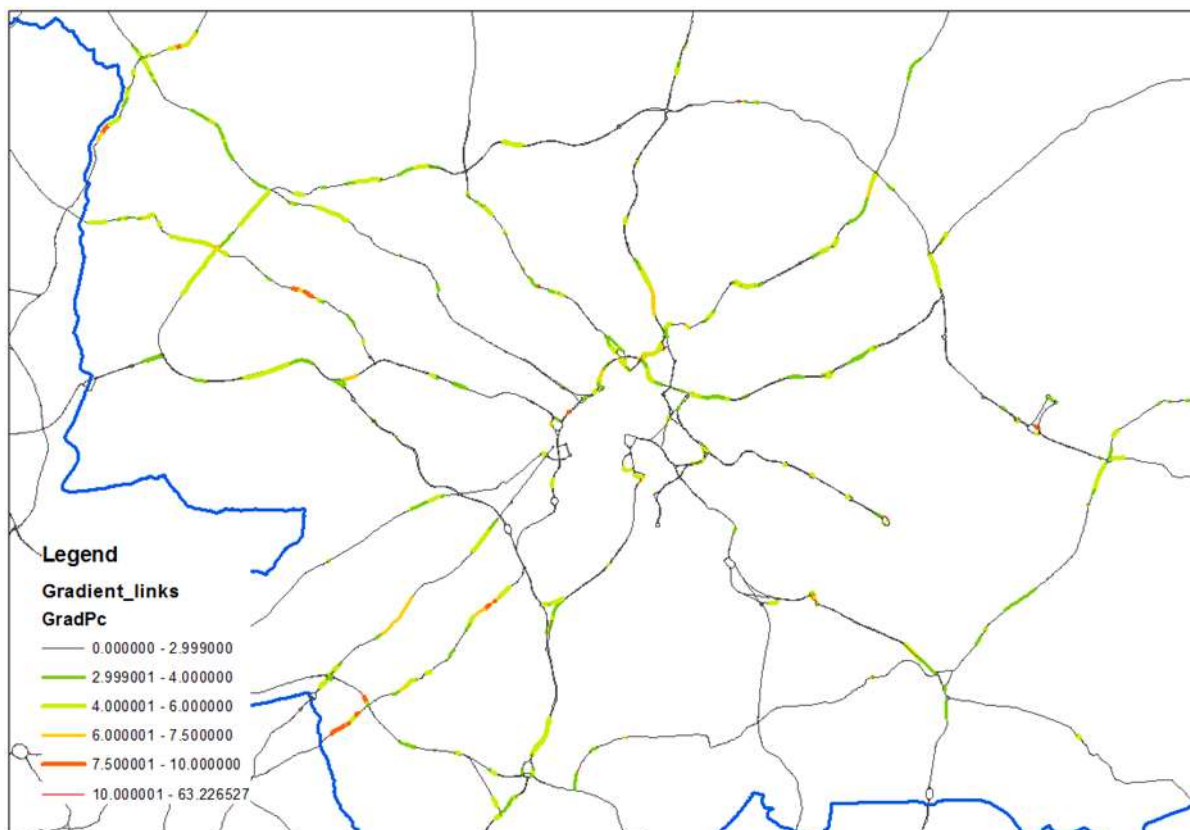 Legend
Gradient_links
GradPc
0.000000 - 2.999000
2.999001 - 4.000000
4.000001 - 6.000000
6.000001 - 7.500000
7.500001 - 10.000000
10.000001 - 63.226527